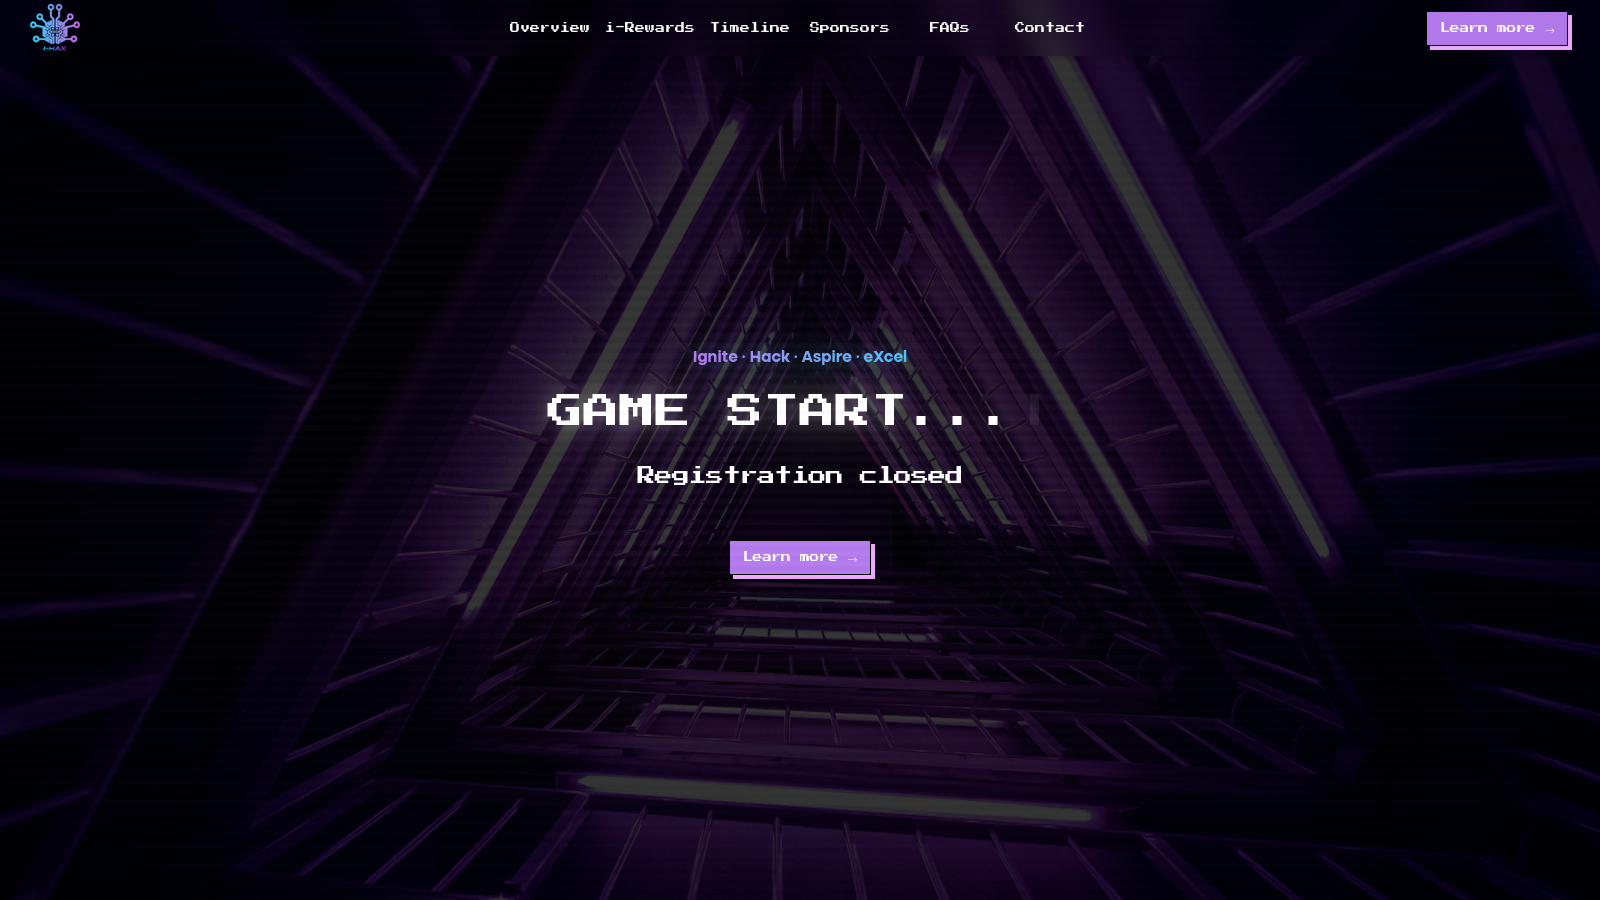 I-HAX
Overview
i-Rewards
Timeline
Sponsors
FAQs
Contact
Learn more →
Ignite · Hack · Aspire · eXcel
GAME START...
Registration closed
Learn more →